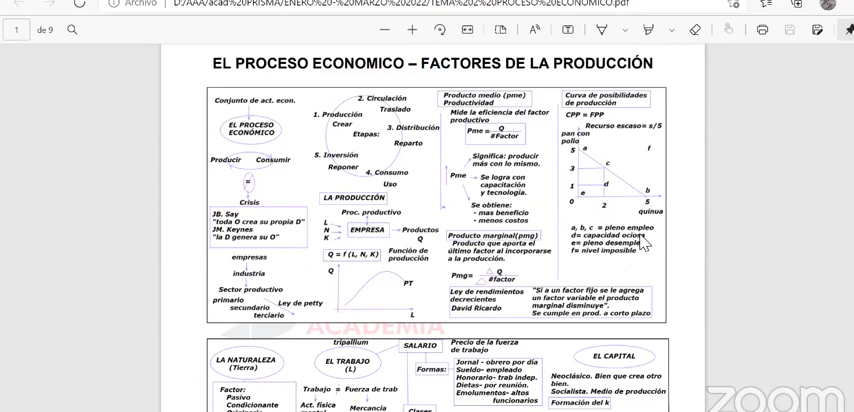 Archivo
D:/AAA/acad%20PRISMA/ENERO%20-%20MARZO%202022/TEMA%202%20PROCESO%20ECONOMICO.pdf
1
de 9
EL PROCESO ECONOMICO – FACTORES DE LA PRODUCCIÓN
Conjunto de act. econ.
EL PROCESO
ECONÓMICO
Producir
Consumir
=
Crisis
JB. Say
"toda O crea su propia D"
JM. Keynes
"la D genera su O"
empresas
industria
Sector productivo
primario
secundario
terciario
Ley de petty
2. Circulación
Traslado
1. Producción
Crear
Etapas:
3. Distribución
Reparto
5. Inversión
Reponer
4. Consumo
Uso
LA PRODUCCIÓN
Proc. productivo
L
N
K
EMPRESA
Productos
Q
Q = f (L, N, K)
Función de
producción
Q
PT
L
Producto medio (pme)
Productividad
Mide la eficiencia del factor
productivo
Pme = Q
#Factor
Significa: producir
más con lo mismo.
Pme
Se logra con
capacitación
y tecnología.
Se obtiene:
- mas beneficio
- menos costos
Producto marginal(pmg)
Producto que aporta el
último factor al incorporarse
a la producción.
Pmg = △ Q
△ #factor
Ley de rendimientos
decrecientes
David Ricardo
"Si a un factor fijo se le agrega
un factor variable el producto
marginal disminuye".
Se cumple en prod. a corto plazo
Curva de posibilidades
de producción
CPP = FPP
Recurso escaso= s/5
pan con
pollo
5
a
f
3
c
1
d
e
b
0
2
5
quinua
a, b, c = pleno empleo
d= capacidad ocios
e= pleno desemple
f= nivel imposible
ACADEMIA
LA NATURALEZA
(Tierra)
Factor:
Pasivo
Condicionante
tripallium
EL TRABAJO
(L)
Trabajo = Fuerza de trab
Act. fisica
Mercancia
SALARIO
Precio de la fuerza
de trabajo
Formas:
Jornal - obrero por día
Sueldo- empleado
Honorario- trab indep.
Dietas- por reunión.
Emolumentos- altos
funcionarios
Clases
EL CAPITAL
Neoclásico. Bien que crea otro
bien.
Socialista. Medio de producción
Formación del k
zoom